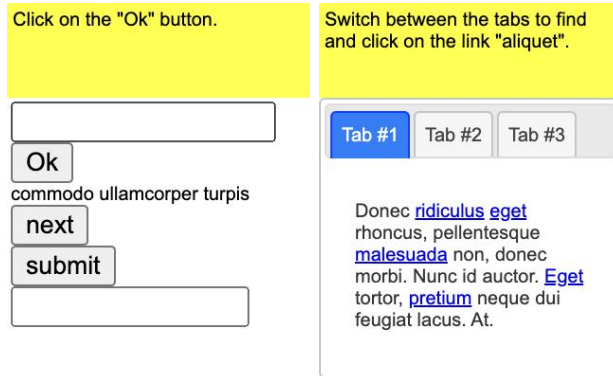 Click on the "Ok" button.
Ok
commodo ullamcorper turpis
next
submit
Switch between the tabs to find
and click on the link "aliquet".
Tab #1 Tab #2 Tab #3
Donec ridiculus eget
rhoncus, pellentesque
malesuada non, donec
morbi. Nunc id auctor. Eget
tortor, pretium neque dui
feugiat lacus. At.